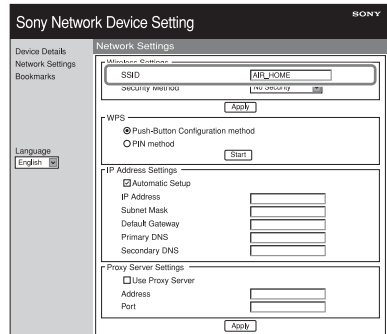 SONY
Sony Network Device Setting
Device Details
Network Settings
Bookmarks
Language
English
Network Settings
Wireless Settings
SSID AIR_HOME
Security Method No Security
Apply
WPS
Push-Button Configuration method
PIN method
Start
IP Address Settings
Automatic Setup
IP Address
Subnet Mask
Default Gateway
Primary DNS
Secondary DNS
Proxy Server Settings
Use Proxy Server
Address
Port
Apply